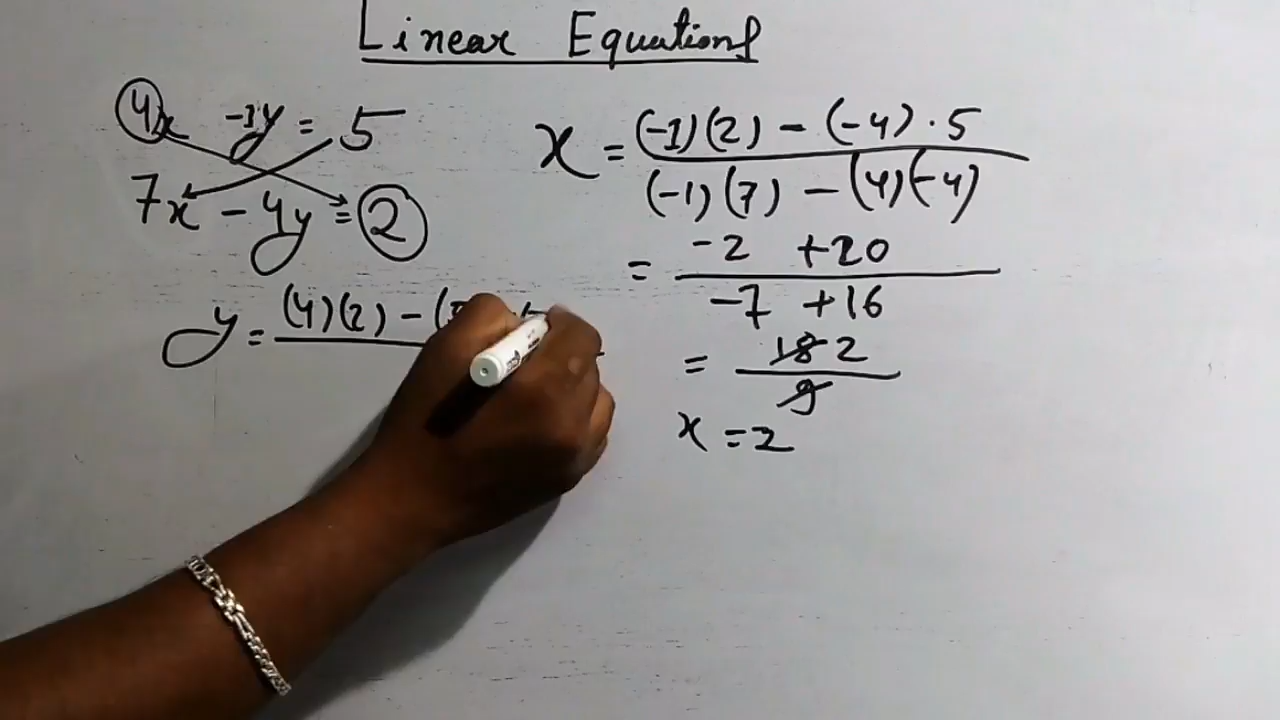 Linear Equations
4x -1y = 5
7x - 4y = 2
y = (4)(2) - (
x = (-1)(2) - (-4) · 5
(-1)(7) - (4)(-4)
= -2 +20
-7 +16
= 18 2
9
x = 2